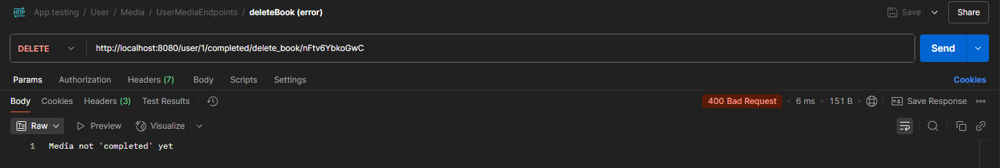 HTTP App testing / User / Media / UserMediaEndpoints / deleteBook (error) Save Share
DELETE http://localhost:8080/user/1/completed/delete_book/nFtv6YbkoGwC Send
Params Authorization Headers (7) Body Scripts Settings Cookies
Body Cookies Headers (3) Test Results 400 Bad Request • 6 ms • 151 B • e.g. Save Response
Raw Preview Visualize
1 Media not 'completed' yet